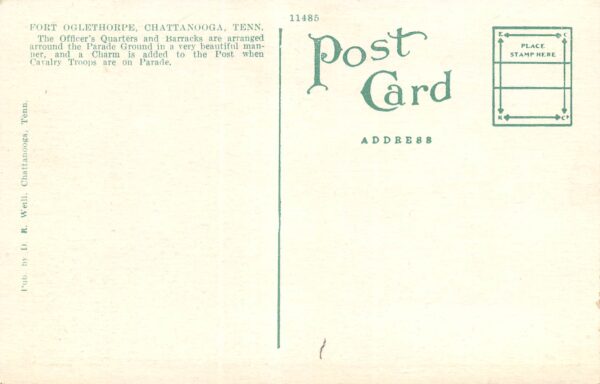 FORT OGLETHORPE, CHATTANOOGA, TENN.
The Officer's Quarters and Barracks are arranged
arround the Parade Ground in a very beautiful man-
ner, and a Charm is added to the Post when
Cavalry Troops are on Parade.
Pub. by D. R. Weill, Chattanooga, Tenn.
11485
Post
Card
ADDRESS
PLACE
STAMP HERE